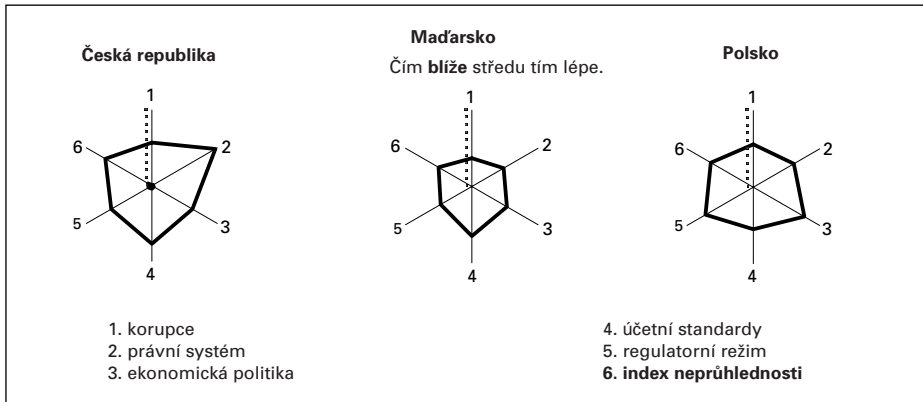 Česká republika
1
2
3
4
5
6
Maďarsko
Čím blíže středu tím lépe.
1
2
3
4
5
6
Polsko
1
2
3
4
5
6
1. korupce
2. právní systém
3. ekonomická politika
4. účetní standardy
5. regulatorní režim
6. index neprůhlednosti